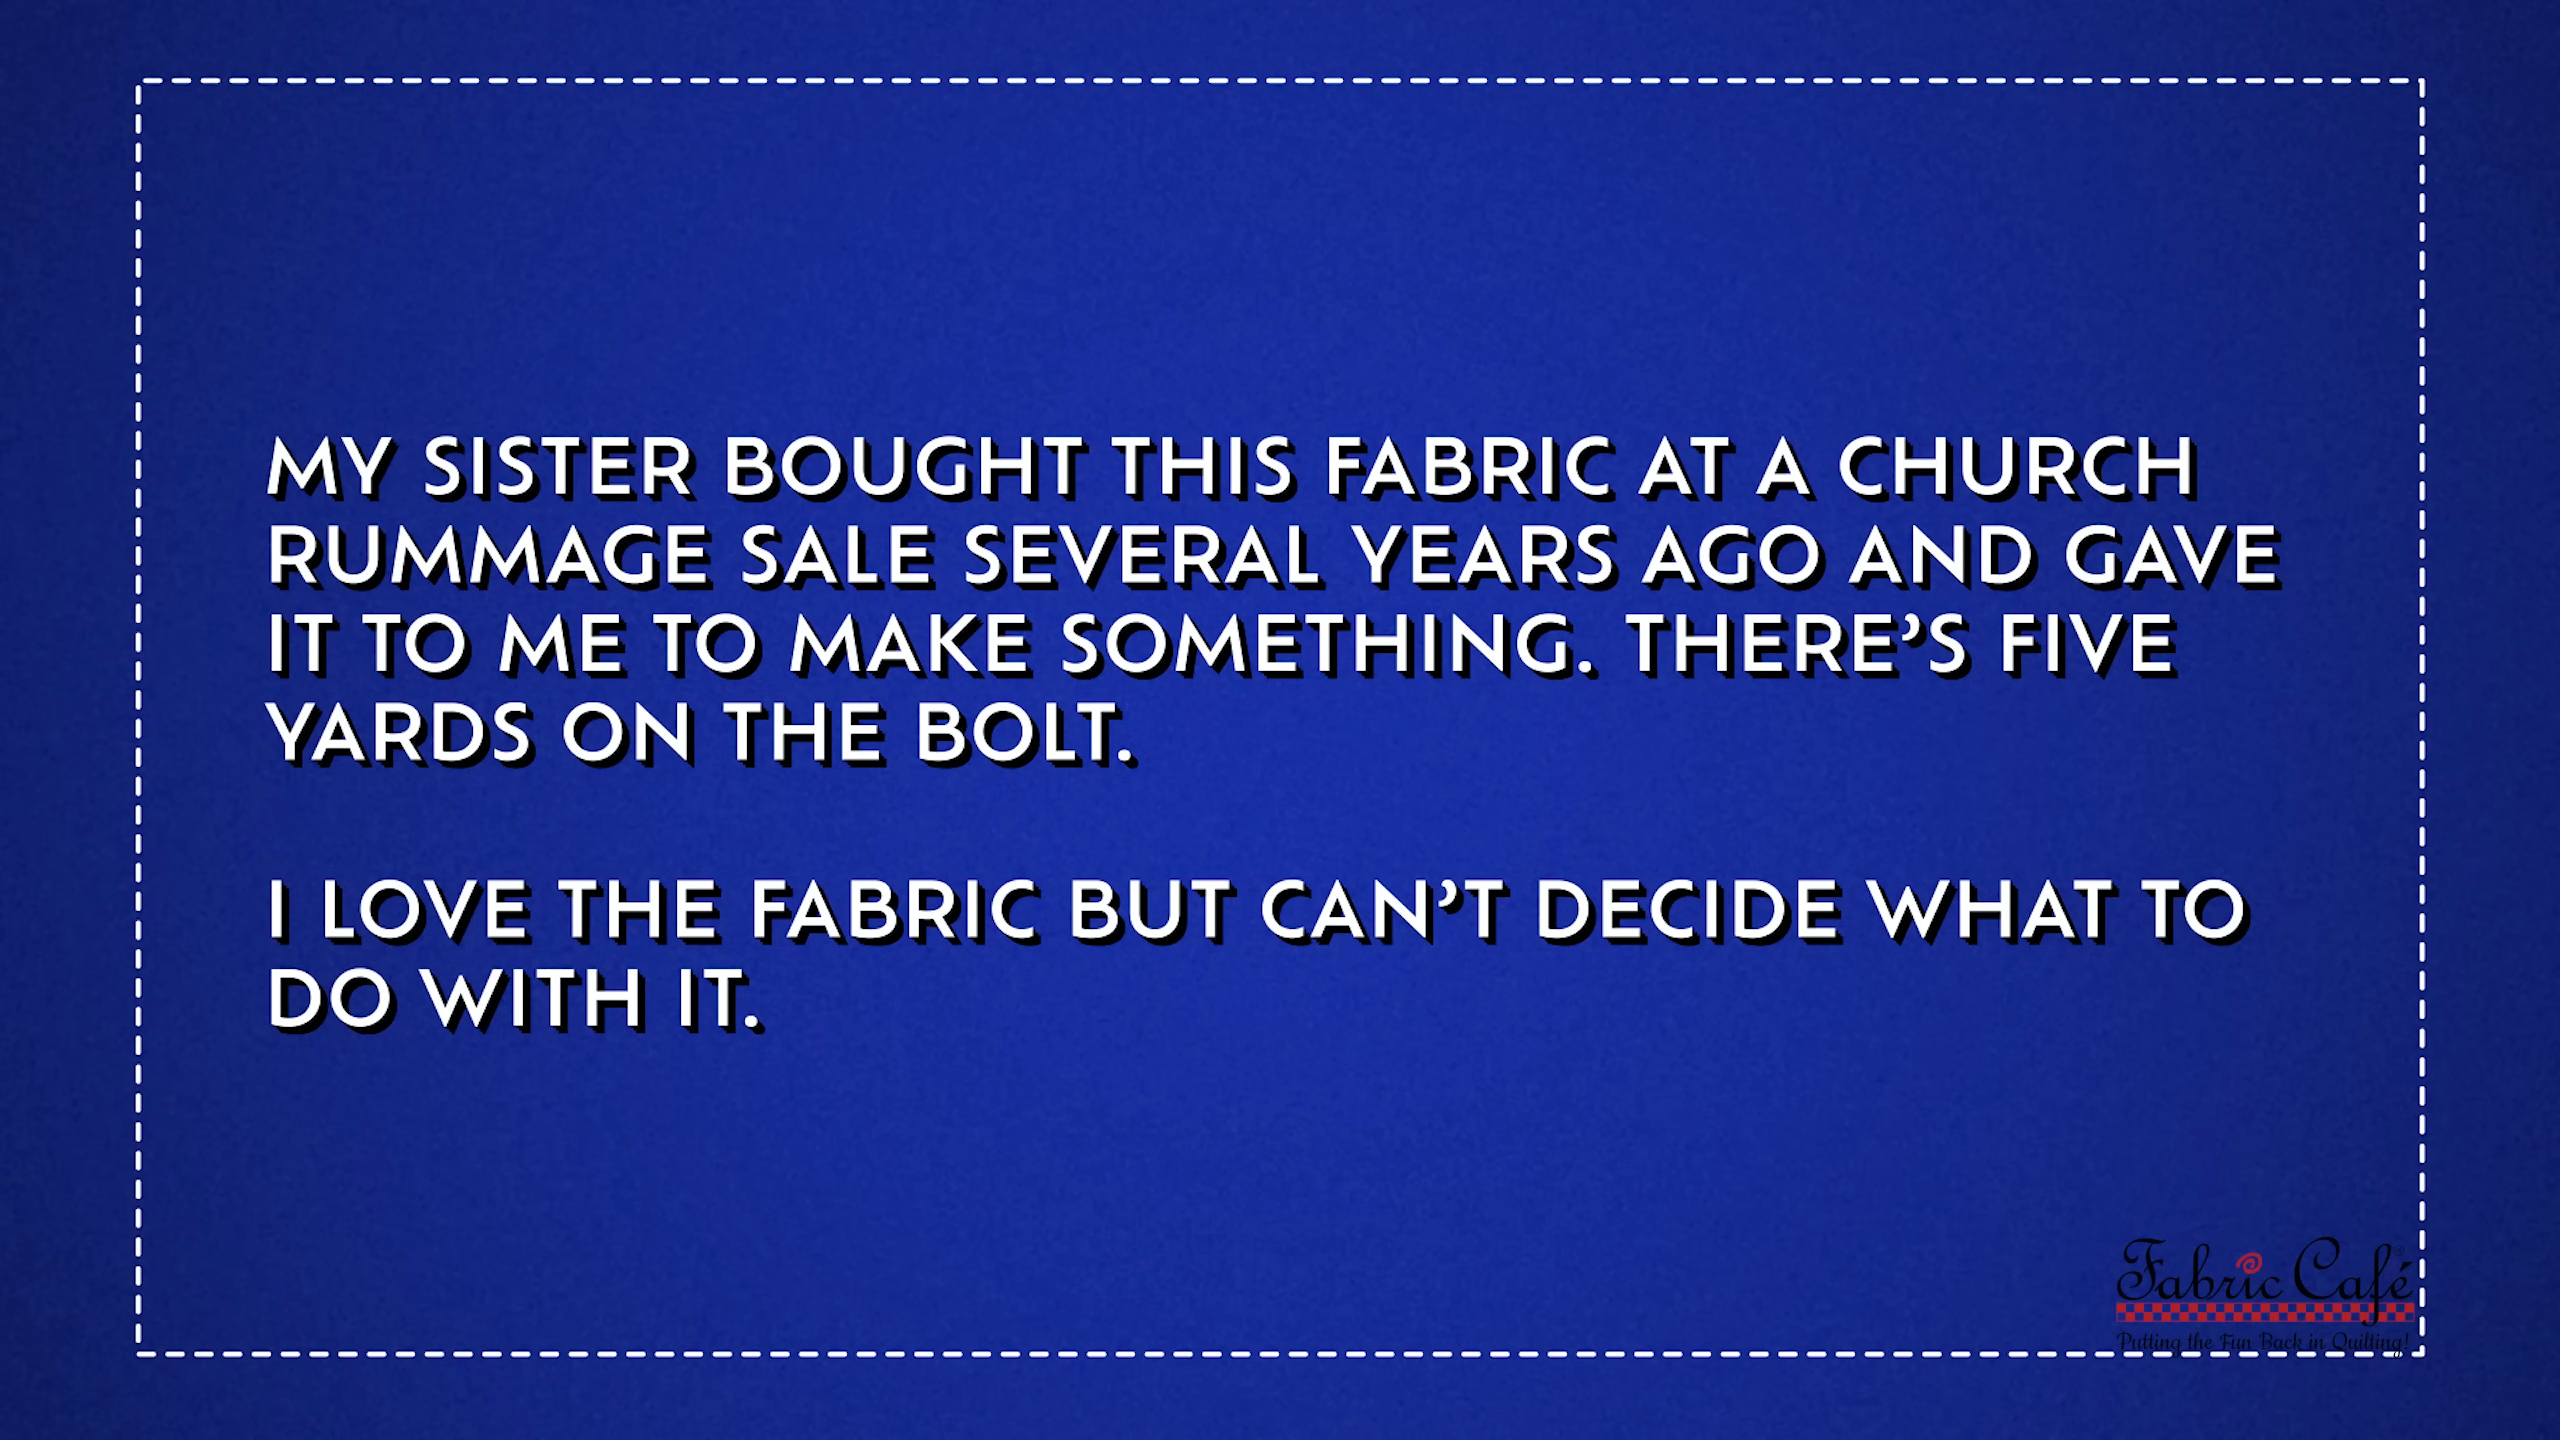 MY SISTER BOUGHT THIS FABRIC AT A CHURCH
RUMMAGE SALE SEVERAL YEARS AGO AND GAVE
IT TO ME TO MAKE SOMETHING. THERE’S FIVE
YARDS ON THE BOLT.
I LOVE THE FABRIC BUT CAN’T DECIDE WHAT TO
DO WITH IT.
Fabric Café®
Putting the Fun Back in Quilting!